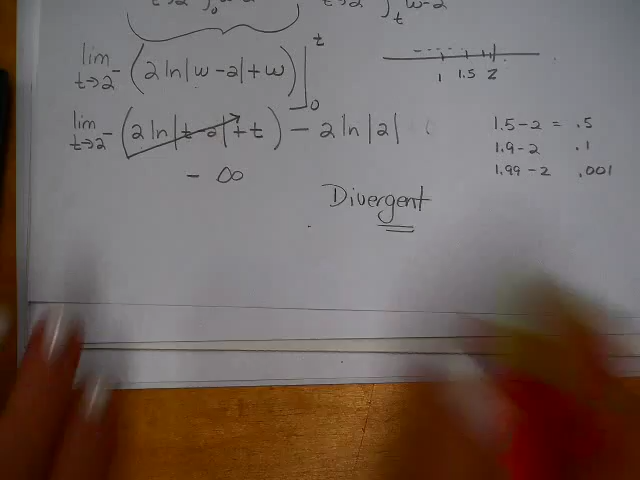 lim t→2⁻ (2 ln|w-2|+w) |₀ᵗ
lim t→2⁻ (2 ln|t-2|+t) - 2 ln|2|
- ∞
Divergent
1 1.5 2
1.5-2 = .5
1.9-2 .1
1.99-2 .001